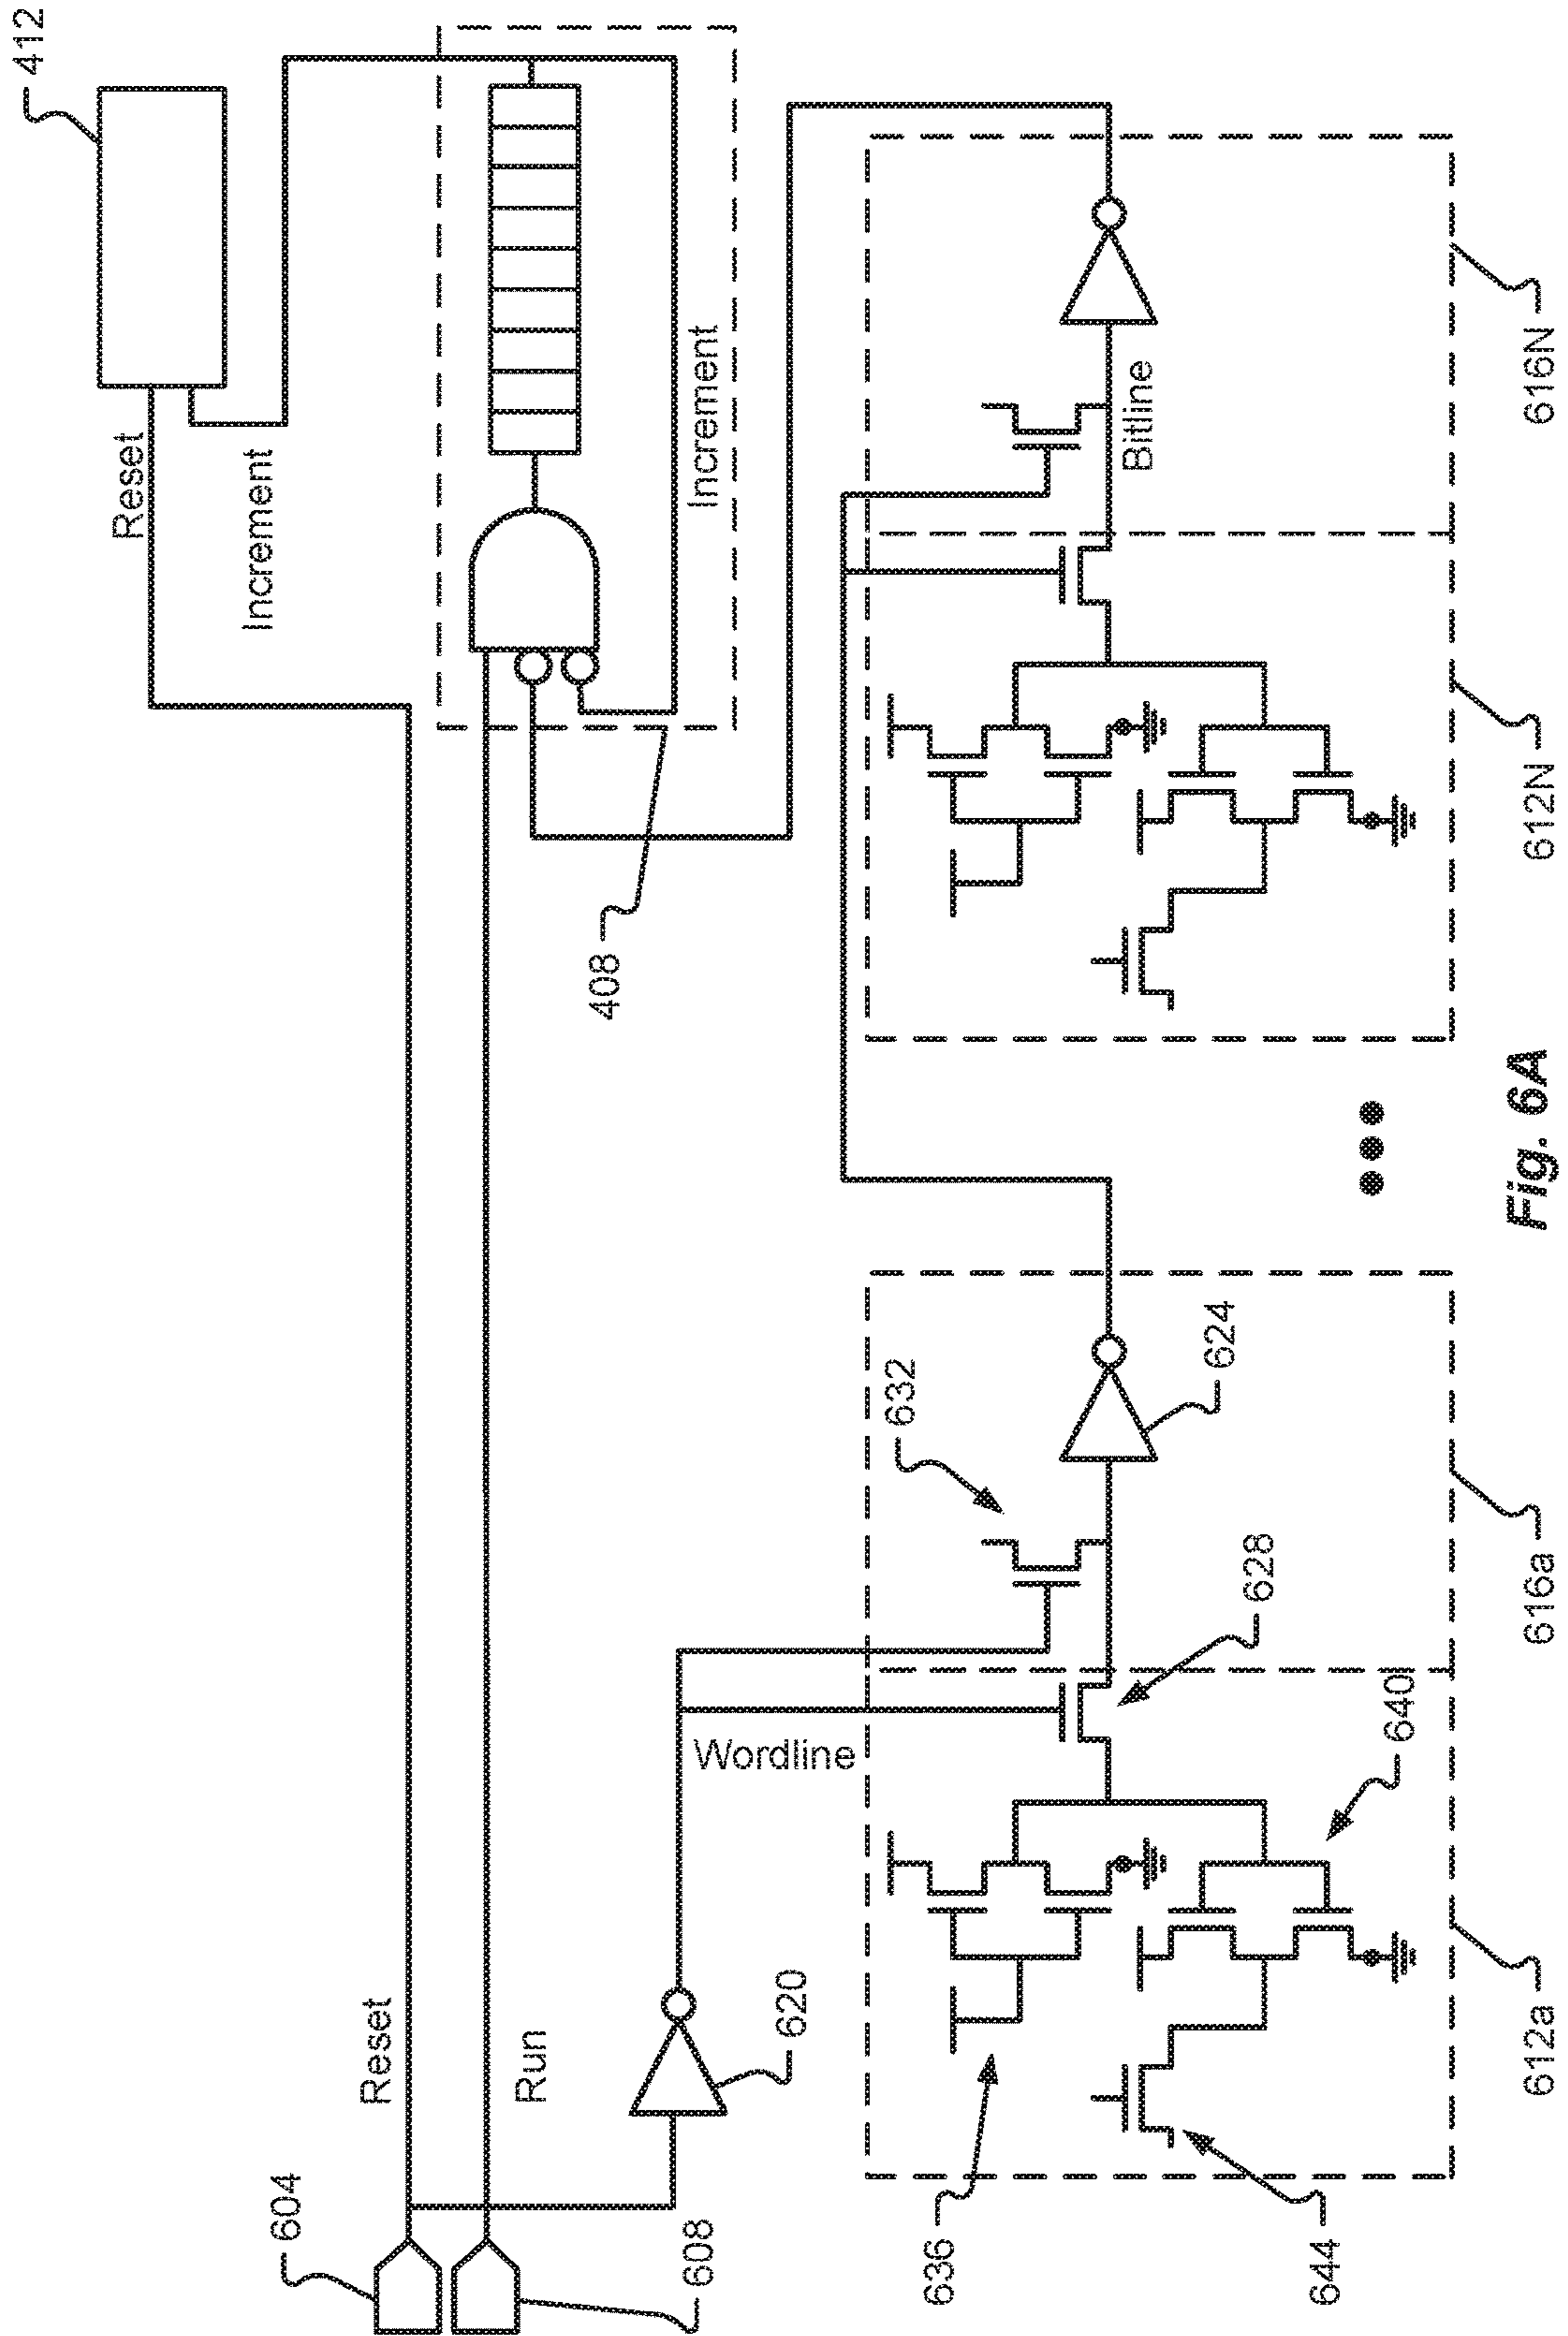 412
Reset
Increment
Increment
408
Bitline
616N
612N
Reset
Run
604
608
620
Wordline
632
624
628
616a
636
640
644
612a
Fig. 6A